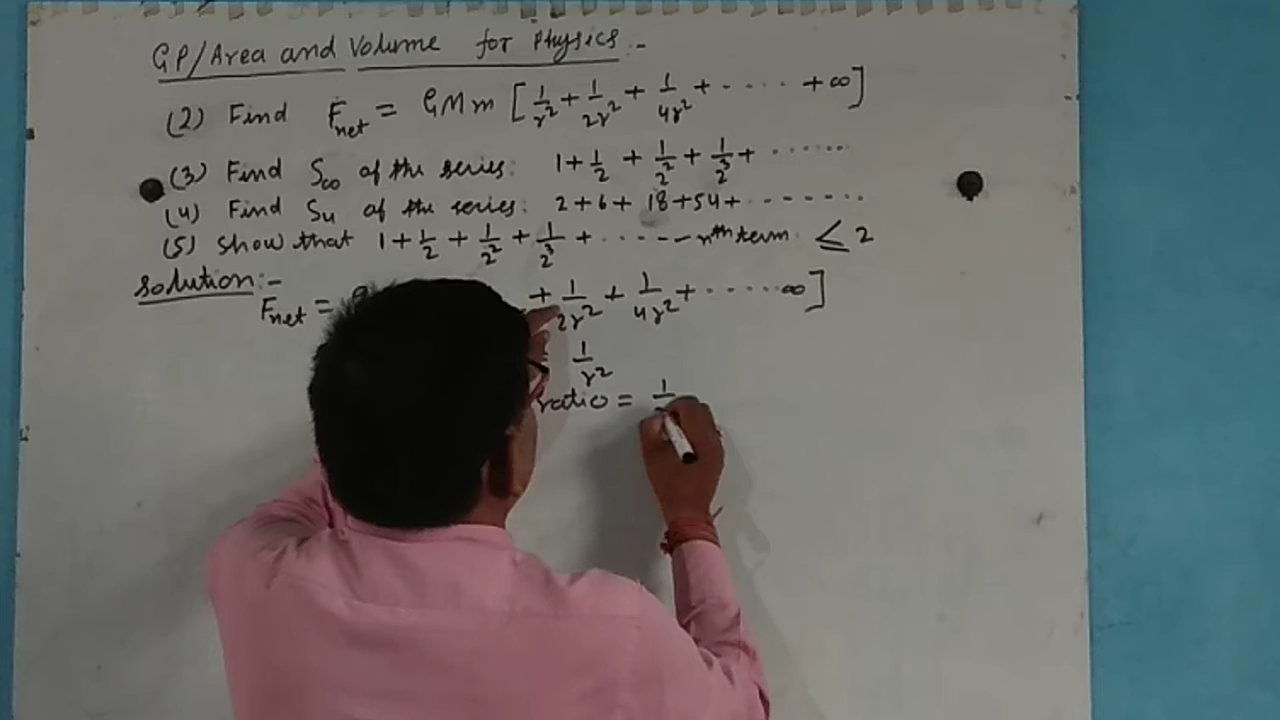 GP/Area and Volume for Physics :-
(2) Find F_net = GMm [1/r² + 1/2r² + 1/4r² + ..... + ∞]
(3) Find S∞ of the series: 1 + 1/2 + 1/2² + 1/2³ + ......
(4) Find S₄ of the series: 2 + 6 + 18 + 54 + .......
(5) Show that 1 + 1/2 + 1/2² + 1/2³ + ..... nth term. ≤ 2
Solution:-
F_net = + 1/2r² + 1/4r² + ..... ∞]
= 1/r²
ratio =